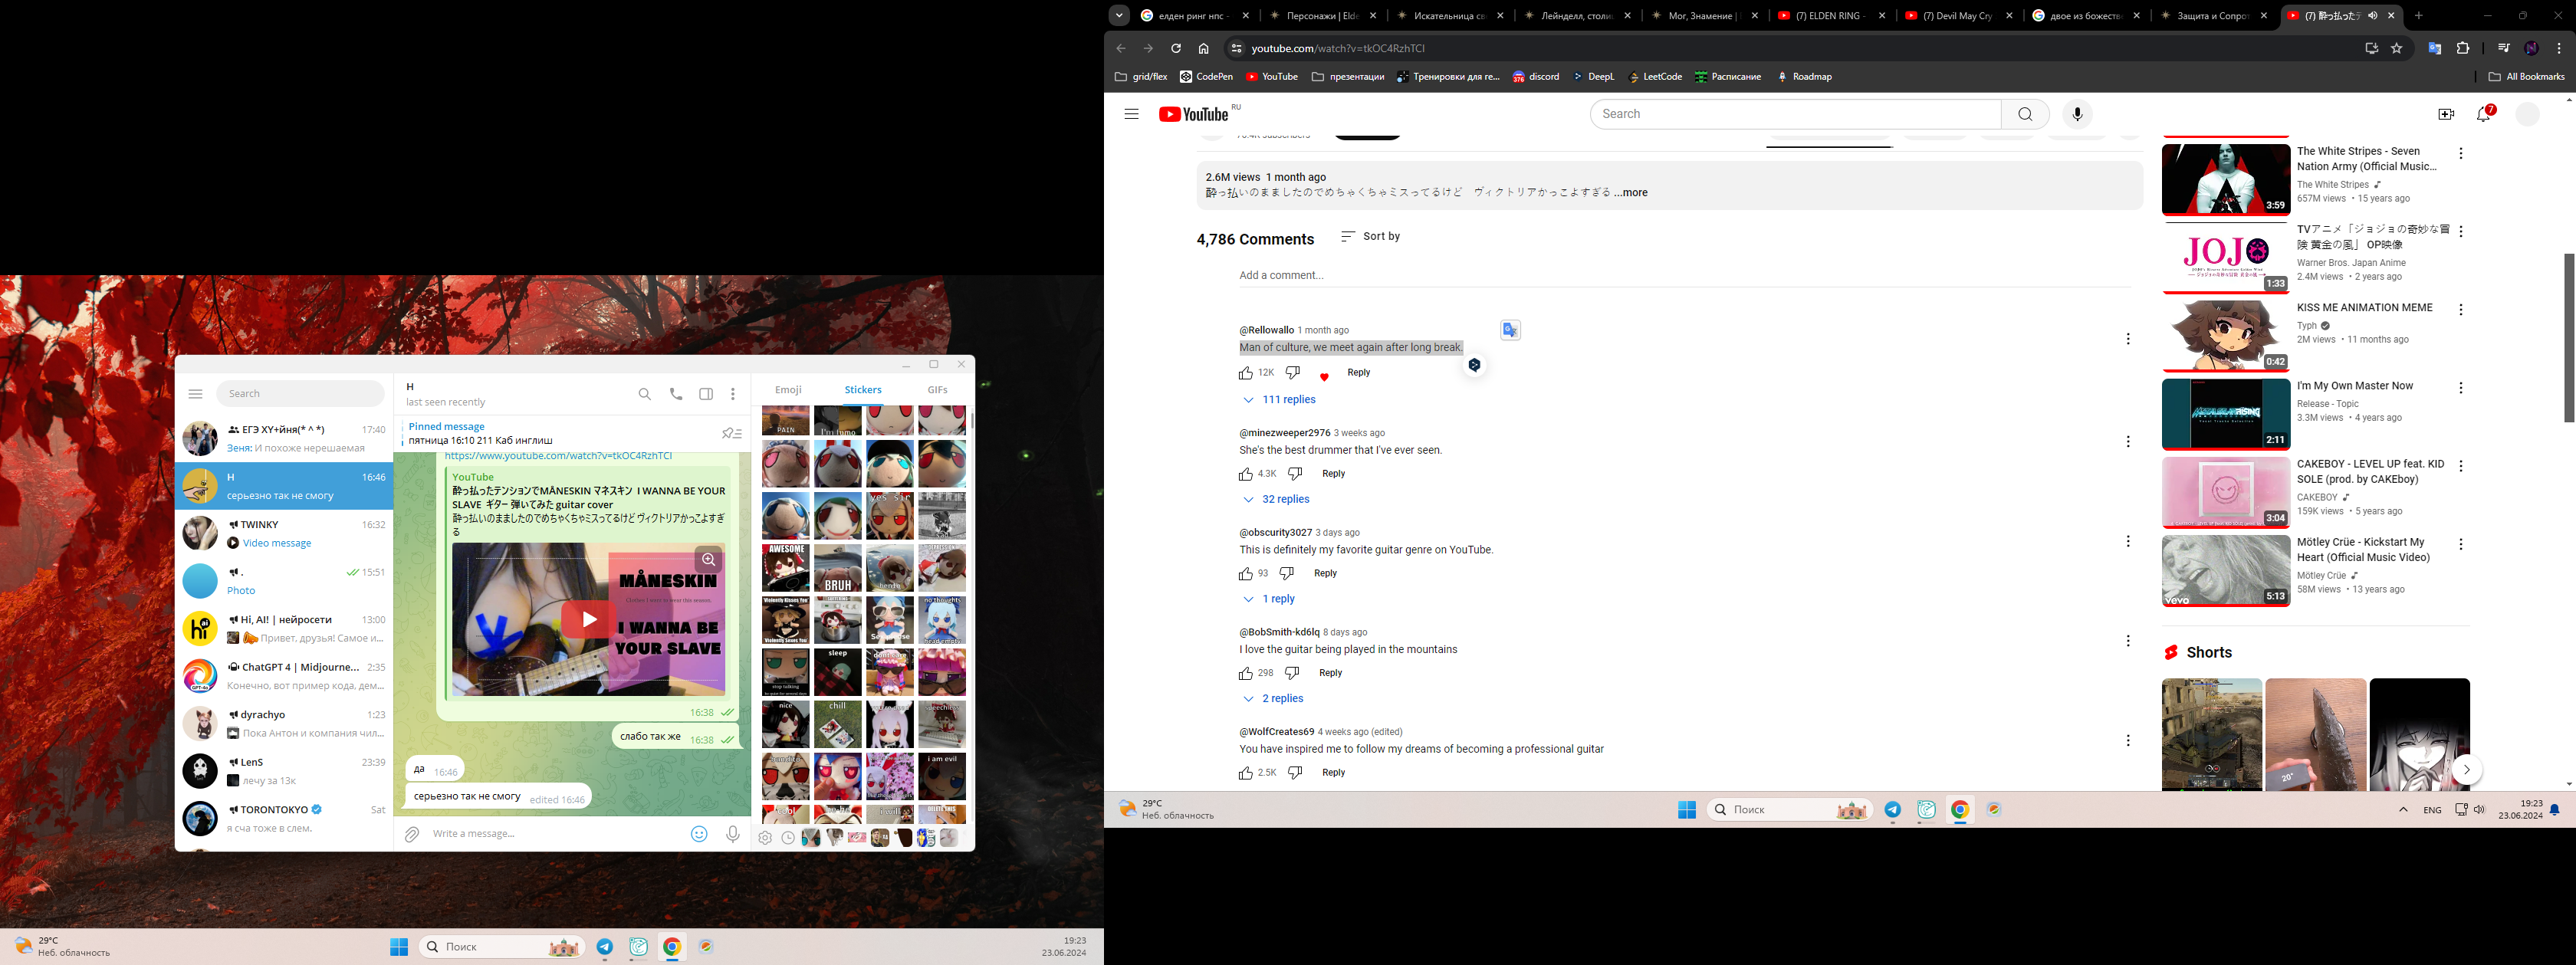 елден ринг нпс -
Персонажи | Elde
Искательница св
Лейнделл, столи
Мог, Знамение |
(7) ELDEN RING -
(7) Devil May Cry
двое из божеств
Защита и Сопрот
(7) 酔っ払ったテ
youtube.com/watch?v=tkOC4RzhTCI
grid/flex
CodePen
YouTube
презентации
Тренировки для ге...
discord
DeepL
LeetCode
Расписание
Roadmap
All Bookmarks
YouTube
RU
Search
7
2.6M views 1 month ago
酔っ払いのまましたのでめちゃくちゃミスってるけど ヴィクトリアかっこよすぎる ...more
4,786 Comments
Sort by
Add a comment...
@Rellowallo 1 month ago
Man of culture, we meet again after long break.
12K
Reply
111 replies
@minezweeper2976 3 weeks ago
She's the best drummer that I've ever seen.
4.3K
Reply
32 replies
@obscurity3027 3 days ago
This is definitely my favorite guitar genre on YouTube.
93
Reply
1 reply
@BobSmith-kd6lq 8 days ago
I love the guitar being played in the mountains
298
Reply
2 replies
@WolfCreates69 4 weeks ago (edited)
You have inspired me to follow my dreams of becoming a professional guitar
2.5K
Reply
The White Stripes - Seven
Nation Army (Official Music...
The White Stripes
657M views • 15 years ago
3:59
TVアニメ「ジョジョの奇妙な冒
険 黄金の風」 OP映像
Warner Bros. Japan Anime
2.4M views • 2 years ago
JOJO
1:33
KISS ME ANIMATION MEME
Typh
2M views • 11 months ago
0:42
I'm My Own Master Now
Release - Topic
3.3M views • 4 years ago
2:11
CAKEBOY - LEVEL UP feat. KID
SOLE (prod. by CAKEboy)
CAKEBOY
159K views • 5 years ago
3:04
Mötley Crüe - Kickstart My
Heart (Official Music Video)
Mötley Crüe
58M views • 13 years ago
vevo
5:13
Shorts
20°
29°C
Неб. облачность
Поиск
ENG
19:23
23.06.2024
Search
ЕГЭ XY+йня(* ^ *)
17:40
Зеня: И похоже нерешаемая
Н
16:46
серьезно так не смогу
TWINKY
16:32
Video message
.
15:51
Photo
Hi, AI! | нейросети
13:00
Привет, друзья! Самое и...
ChatGPT 4 | Midjourne...
2:35
Конечно, вот пример кода, дем...
dyrachyo
1:23
Пока Антон и компания чил...
LenS
23:39
лечу за 13к
TORONTOKYO
Sat
я сча тоже в слем.
Н
last seen recently
Pinned message
пятница 16:10 211 Каб инглиш
https://www.youtube.com/watch?v=tkOC4RzhTCI
YouTube
酔っ払ったテンションでMÅNESKIN マネスキン I WANNA BE YOUR
SLAVE ギター 弾いてみた guitar cover
酔っ払いのまましたのでめちゃくちゃミスってるけど ヴィクトリアかっこよすぎ
る
MÅNESKIN
I WANNA BE
YOUR SLAVE
16:38
слабо так же
16:38
да
16:46
серьезно так не смогу
edited 16:46
Write a message...
Emoji
Stickers
GIFs
PAIN
yes sir
AWESOME
BRUH
Violently Kisses You
no thoughts
head empty
stop talking
sleep
nice
chill
bandito
i am evil
29°C
Неб. облачность
Поиск
19:23
23.06.2024